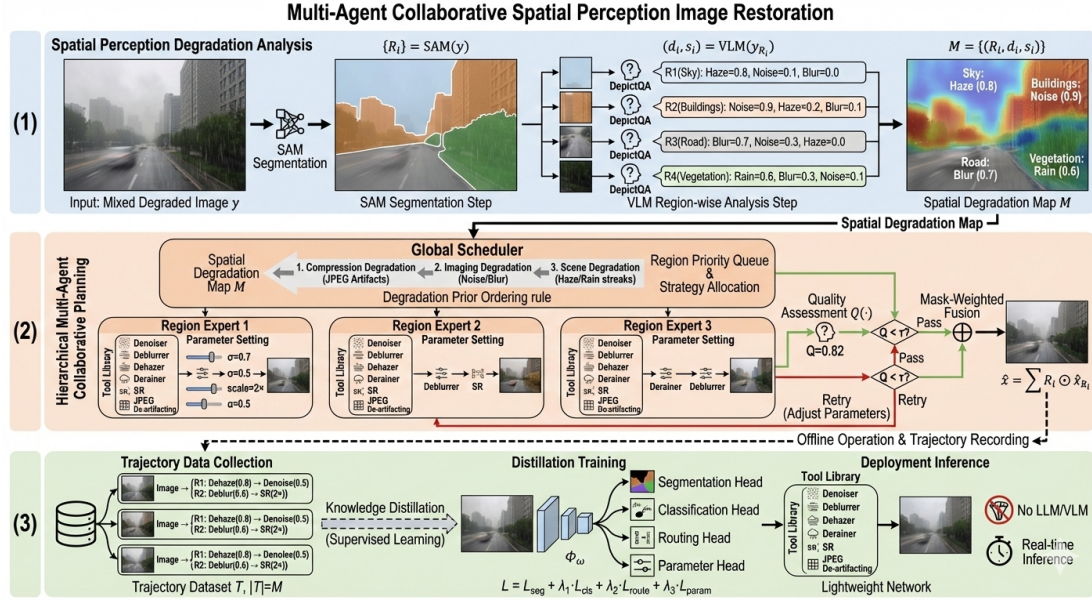 Multi-Agent Collaborative Spatial Perception Image Restoration
(1)
Spatial Perception Degradation Analysis
{Rᵢ} = SAM(y)
(dᵢ, sᵢ) = VLM(y_Rᵢ)
M = {(Rᵢ, dᵢ, sᵢ)}
SAM
Segmentation
DepictQA
R1(Sky): Haze=0.8, Noise=0.1, Blur=0.0
DepictQA
R2(Buildings): Noise=0.9, Haze=0.2, Blur=0.1
DepictQA
R3(Road): Blur=0.7, Noise=0.3, Haze=0.0
DepictQA
R4(Vegetation): Rain=0.6, Blur=0.3, Noise=0.1
Sky:
Haze (0.8)
Buildings:
Noise (0.9)
Road:
Blur (0.7)
Vegetation:
Rain (0.6)
Input: Mixed Degraded Image y
SAM Segmentation Step
VLM Region-wise Analysis Step
Spatial Degradation Map M
Spatial Degradation Map
(2)
Hierarchical Multi-Agent
Collaborative Planning
Global Scheduler
Spatial
Degradation
Map M
1. Compression Degradation
(JPEG Artifacts)
2. Imaging Degradation
(Noise/Blur)
3. Scene Degradation
(Haze/Rain streaks)
Region Priority Queue
&
Strategy Allocation
Degradation Prior Ordering rule
Region Expert 1
Parameter Setting
Tool Library
Denoiser
Deblurrer
Dehazer
Derainer
SR
SR
JPEG
De-artifacting
σ=0.7
σ=0.5
scale=2×
α=0.5
Region Expert 2
Parameter Setting
Tool Library
Denoiser
Deblurrer
Dehazer
Derainer
SR
SR
JPEG
De-artifacting
Deblurrer
SR
Region Expert 3
Parameter Setting
Tool Library
Denoiser
Deblurrer
Dehazer
Derainer
SR
SR
JPEG
De-artifacting
Derainer
Deblurrer
Quality
Assessment Q(·)
Q=0.82
Q < τ?
Pass
Pass
Q < τ?
Retry
Retry
(Adjust Parameters)
Mask-Weighted
Fusion
x̂ = ∑ Rᵢ ⊙ x̂_Rᵢ
Offline Operation & Trajectory Recording
(3)
Trajectory Data Collection
Image → {R1: Dehaze(0.8) → Denoise(0.5)
{R2: Deblur(6.6) → SR(2×)}
Image → {R1: Dehaze(0.8) → Denoise(0.5)
{R2: Deblur(0.6) → SR(2×)}
Image → {R1: Dehaze(0.8) → Denolee(0.5)
{R2: Deblur(0.6) → SR(2×)}
Trajectory Dataset T, |T|=M
Knowledge Distillation
(Supervised Learning)
Distillation Training
Φω
Segmentation Head
Classification Head
Routing Head
Parameter Head
L = L_seg + λ₁·L_cls + λ₂·L_route + λ₃·L_param
Deployment Inference
Tool Library
Tool Library
Denoiser
Deblurrer
Dehazer
Derainer
SR
SR
JPEG
De-artifacting
Lightweight Network
No LLM/VLM
Real-time
Inference